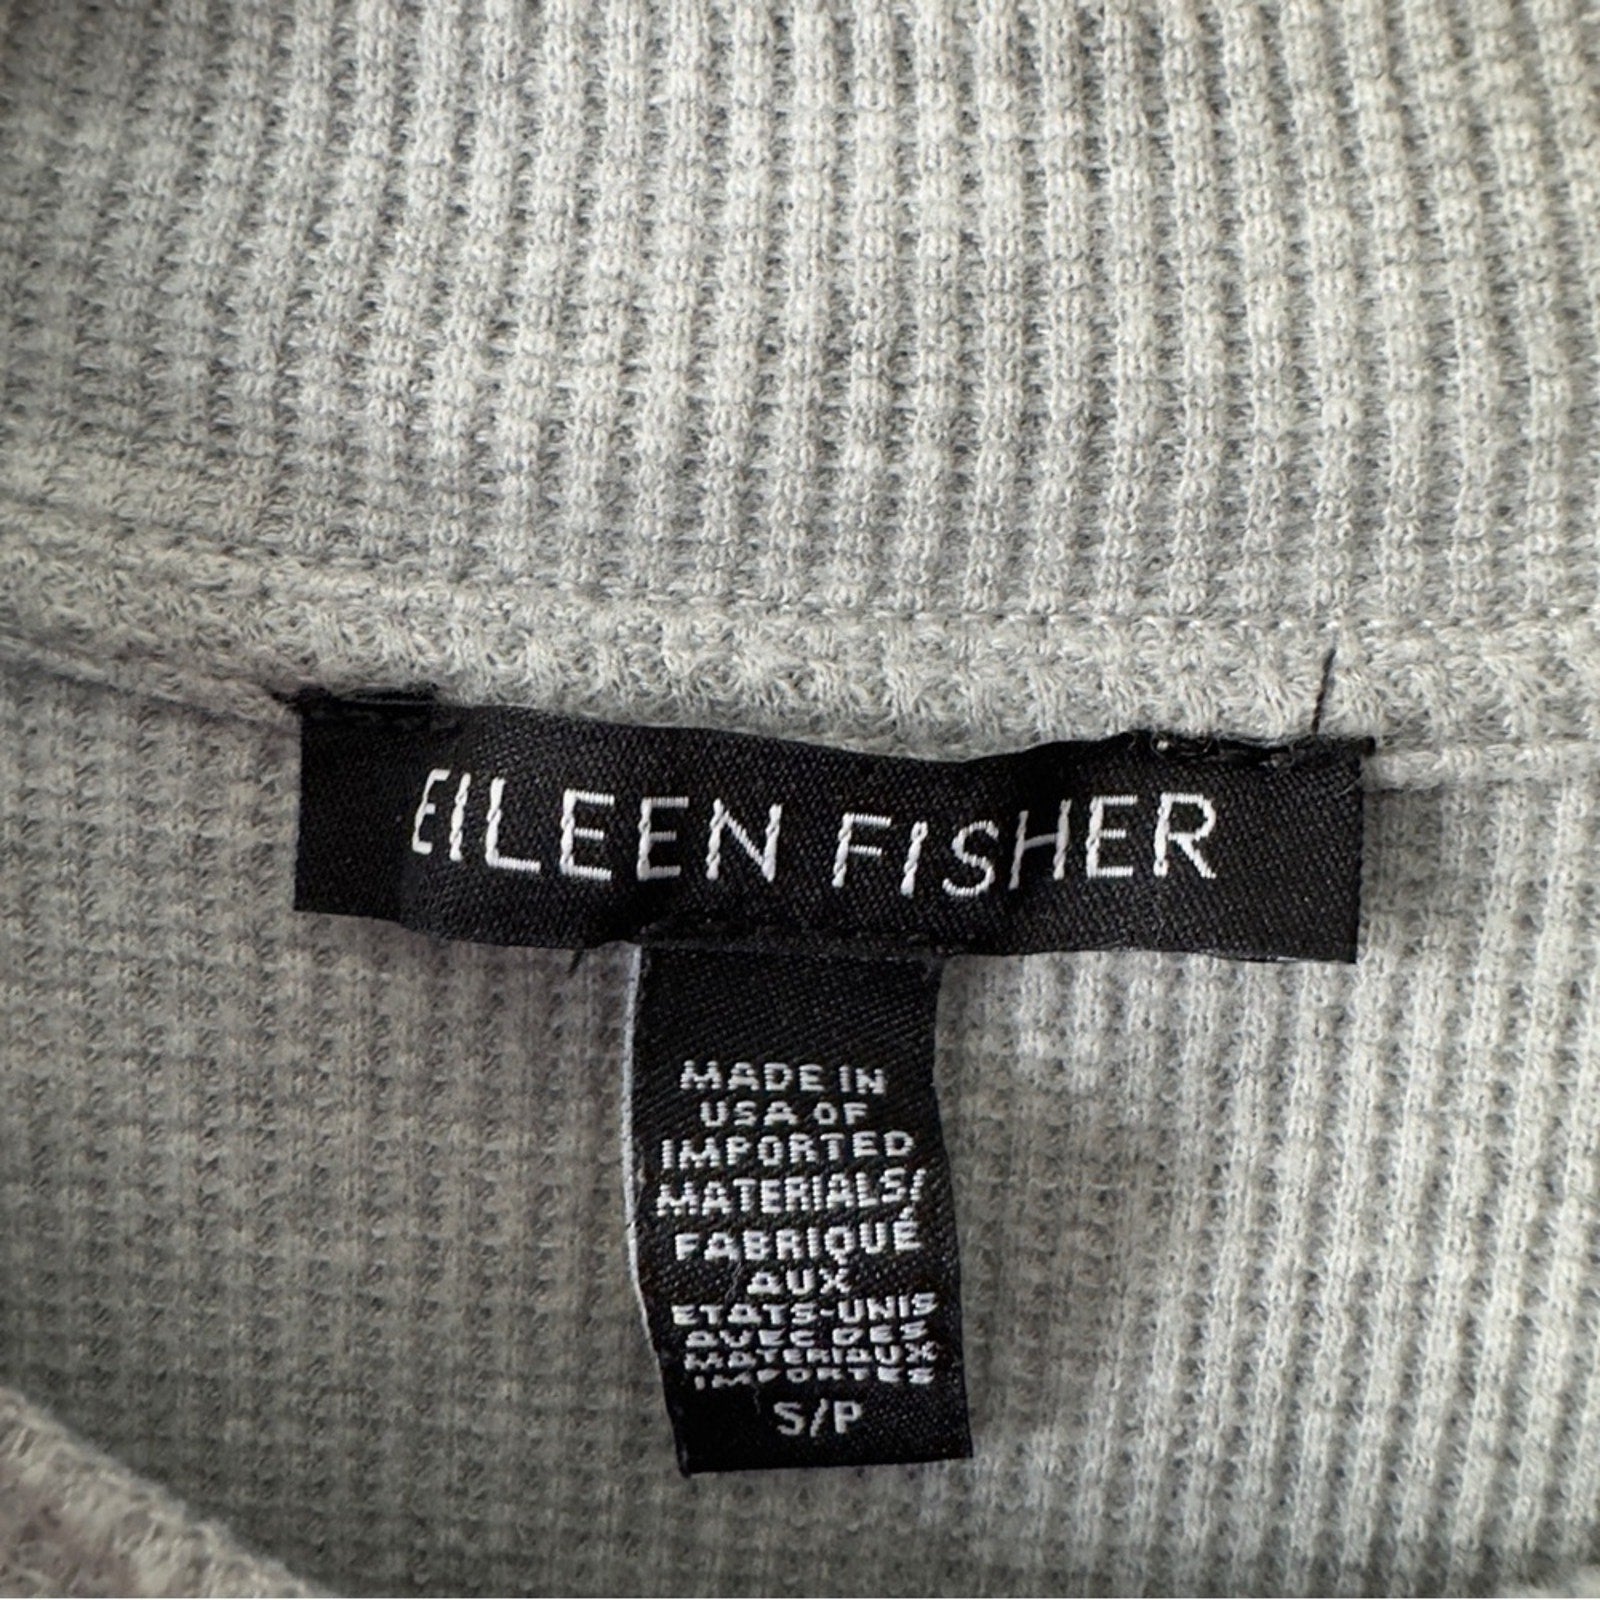 EILEEN FISHER
MADE IN
USA OF
IMPORTED
MATERIALS/
FABRIQUÉ
AUX
ETATS-UNIS
AVEC DES
MATERIAUX
IMPORTES
S/P